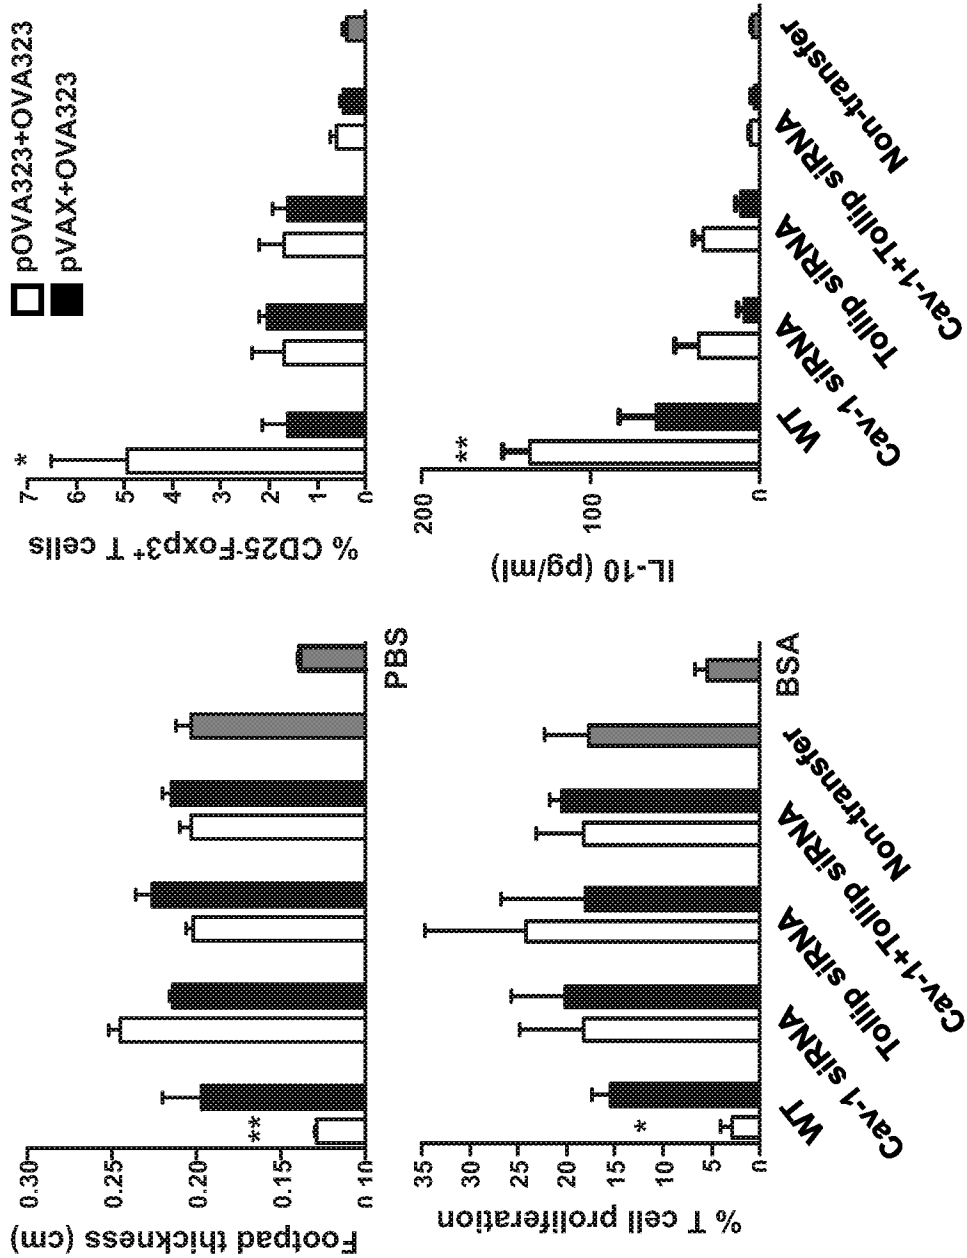 pOVA323+OVA323
pVAX+OVA323
Footpad thickness (cm)
0.30
0.25
0.20
0.15
0.10
**
PBS
% CD25-Foxp3+ T cells
7
6
5
4
3
2
1
0
*
% T cell proliferation
35
30
25
20
15
10
5
0
*
WT
Cav-1 siRNA
Tollip siRNA
Cav-1+Tollip siRNA
Non-transfer
BSA
IL-10 (pg/ml)
200
100
0
**
WT
Cav-1 siRNA
Tollip siRNA
Cav-1+Tollip siRNA
Non-transfer